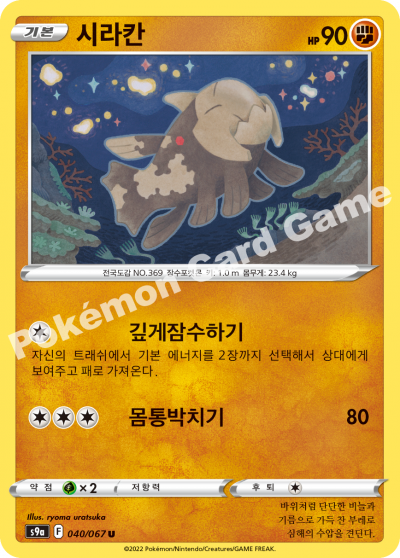 기본 시라칸 HP 90
전국도감 NO.369 장수포켓몬 키: 1.0 m 몸무게: 23.4 kg
깊게잠수하기
자신의 트래쉬에서 기본 에너지를 2장까지 선택해서 상대에게
보여주고 패로 가져온다.
몸통박치기 80
약점 ×2 저항력 후퇴
Illus. ryoma uratsuka
s9a F 040/067 U
바위처럼 단단한 비늘과
기름으로 가득 찬 부레로
심해의 수압을 견딘다.
©2022 Pokémon/Nintendo/Creatures/GAME FREAK.
Pokémon Card Game